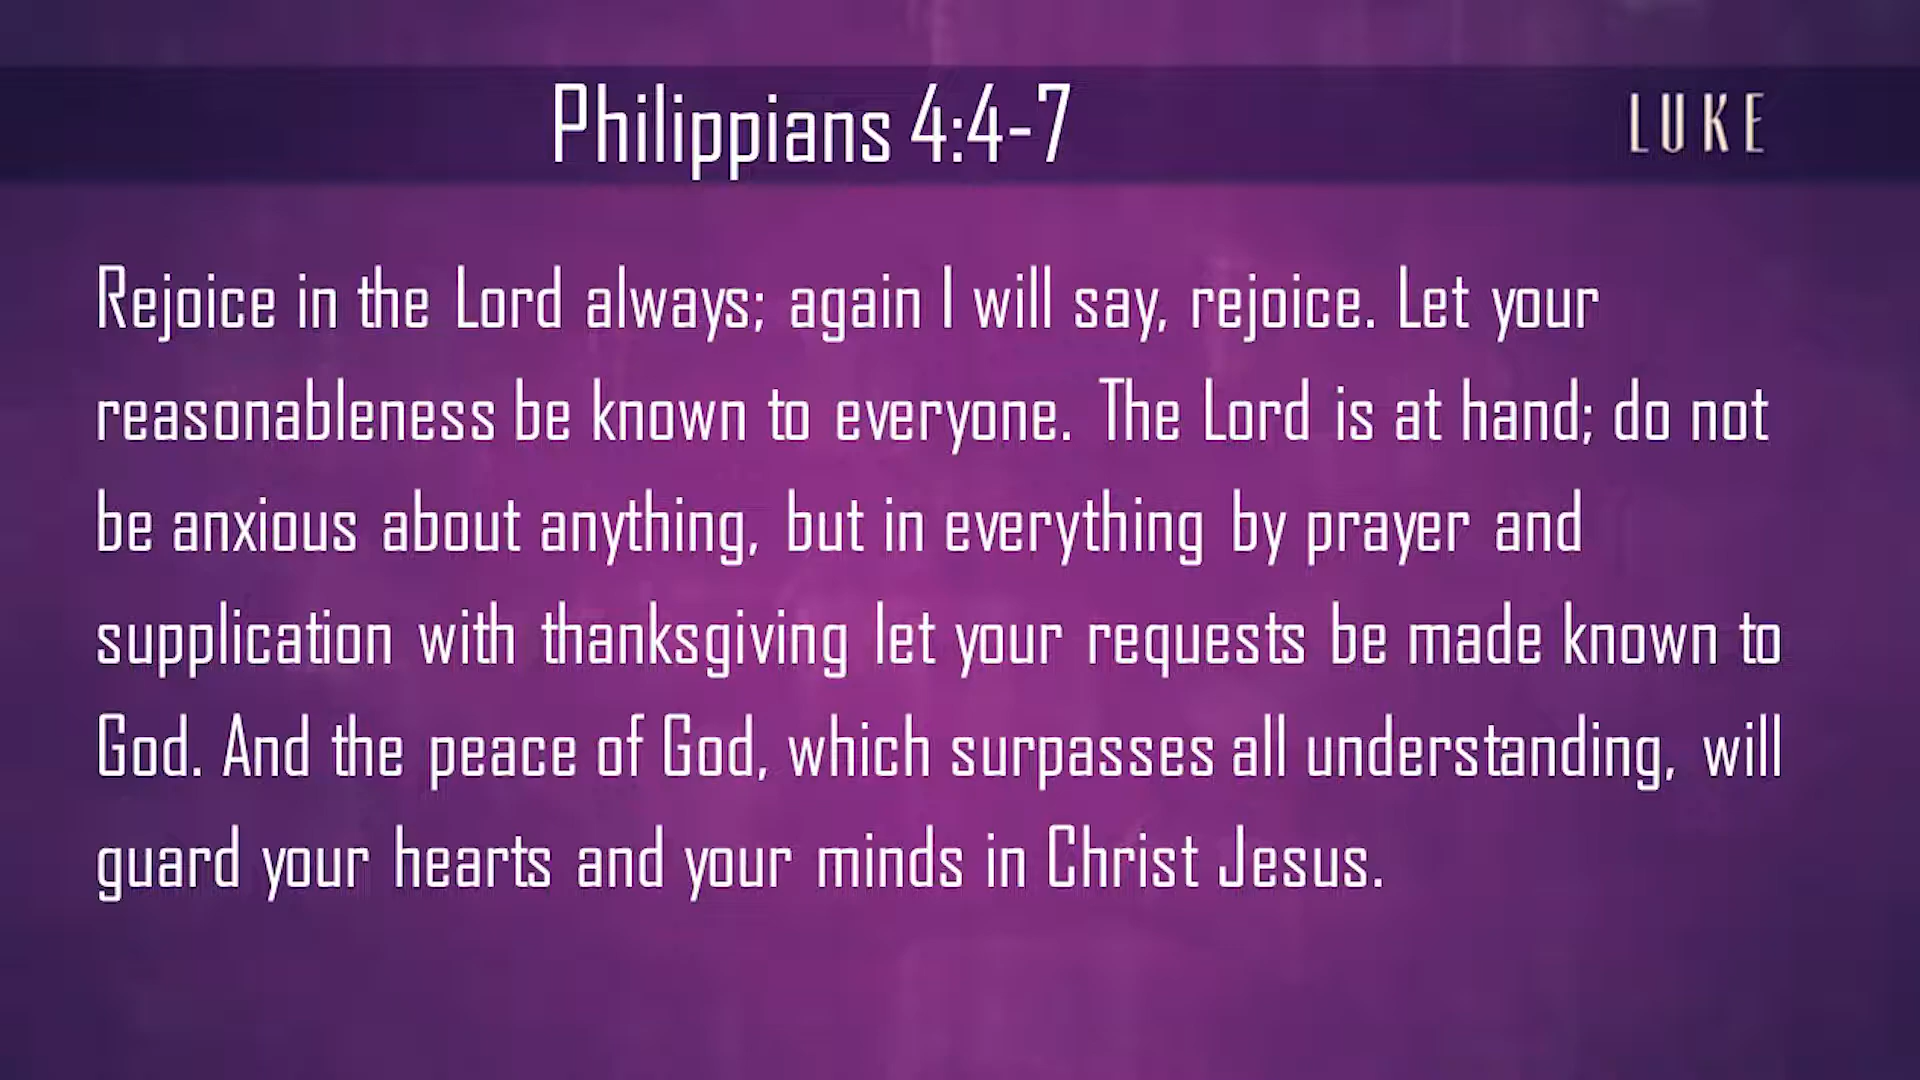 Philippians 4:4-7
LUKE
Rejoice in the Lord always; again I will say, rejoice. Let your
reasonableness be known to everyone. The Lord is at hand; do not
be anxious about anything, but in everything by prayer and
supplication with thanksgiving let your requests be made known to
God. And the peace of God, which surpasses all understanding, will
guard your hearts and your minds in Christ Jesus.